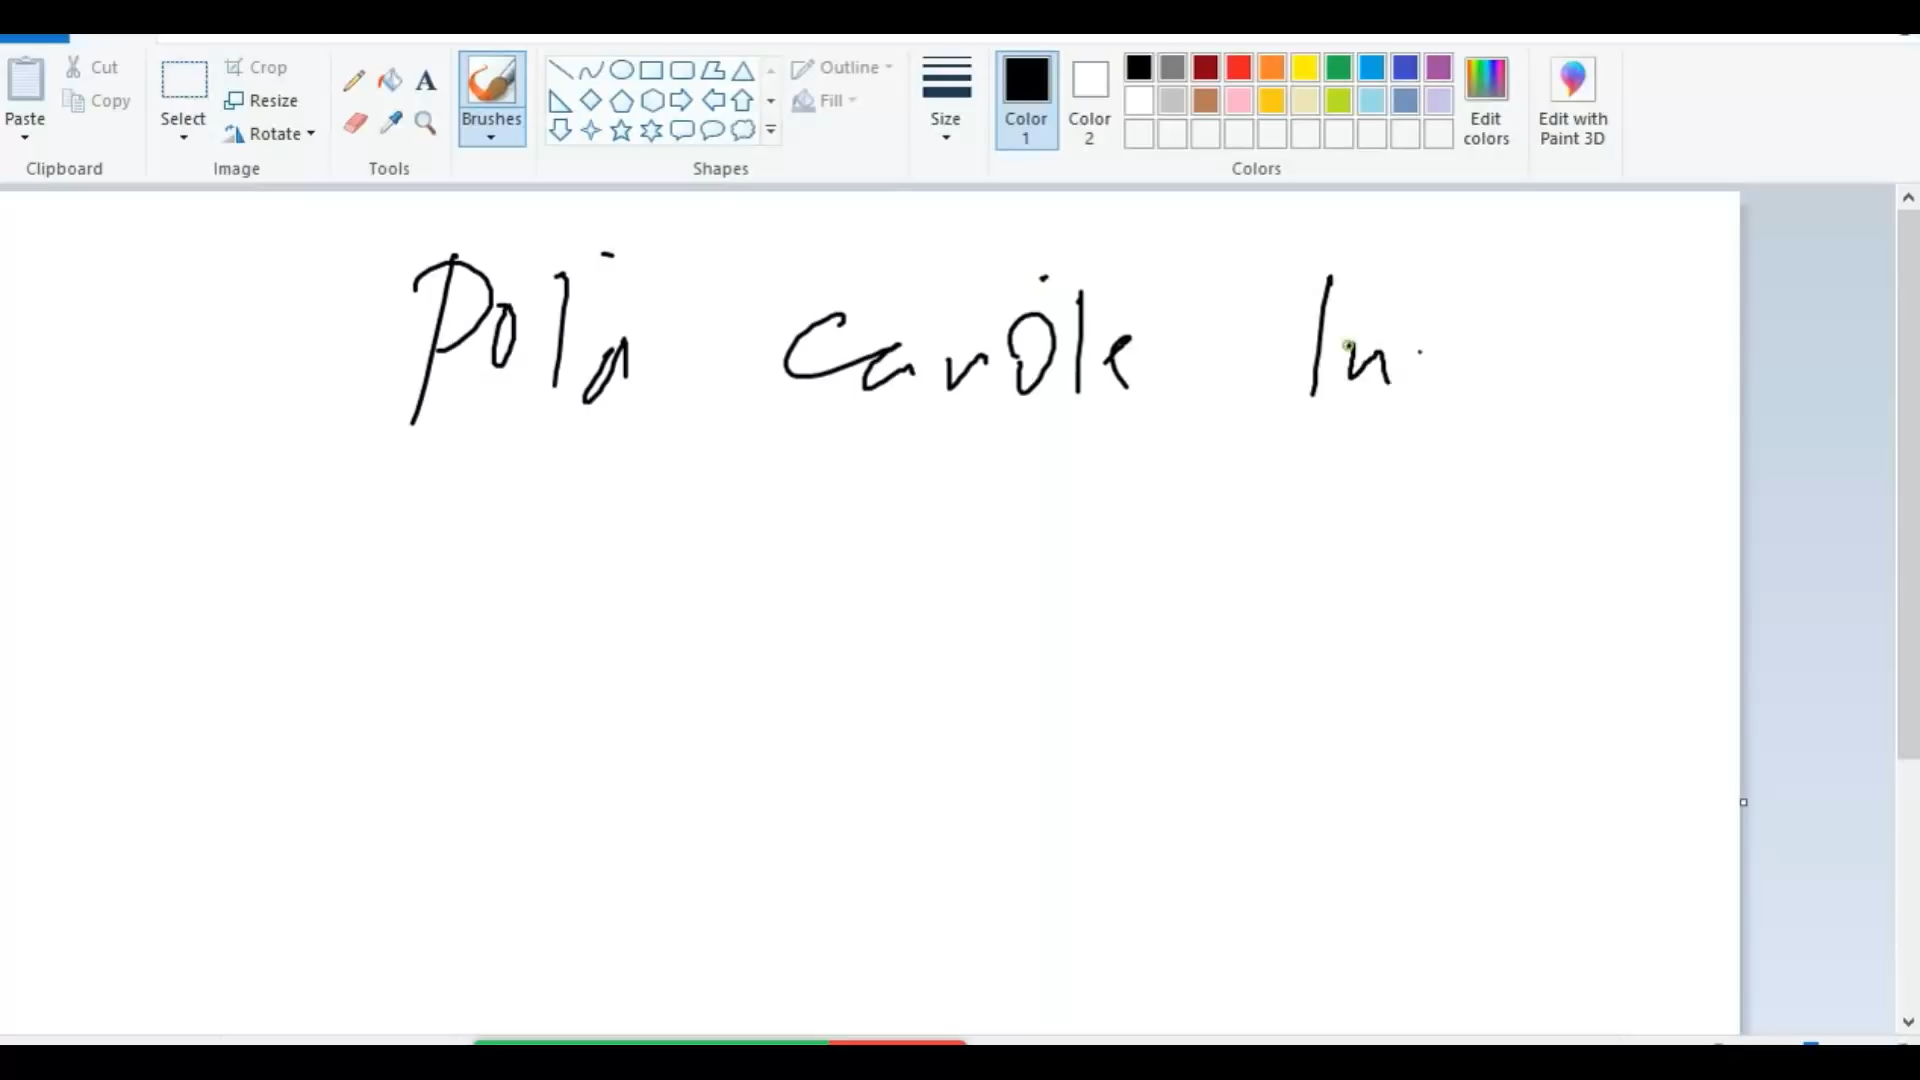 Cut
Copy
Paste
Clipboard
Select
Crop
Resize
Rotate
Image
Tools
Brushes
Shapes
Outline
Fill
Size
Color 1
Color 2
Colors
Edit colors
Edit with Paint 3D
In